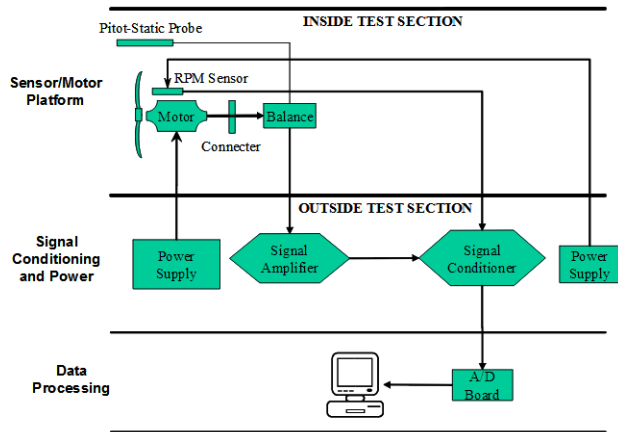 INSIDE TEST SECTION
Pitot-Static Probe
Sensor/Motor
Platform
RPM Sensor
Motor
Balance
Connecter
OUTSIDE TEST SECTION
Signal
Conditioning
and Power
Power
Supply
Signal
Amplifier
Signal
Conditioner
Power
Supply
Data
Processing
A/D
Board